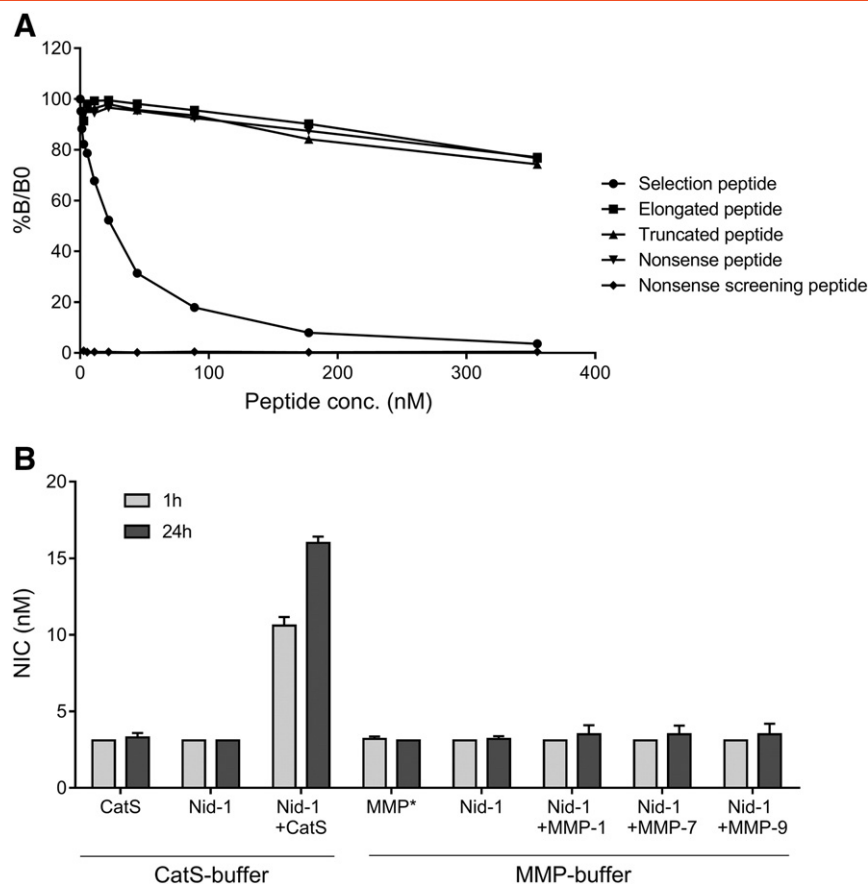 A
120
100
80
60
40
20
0
%B/B0
0 100 200 300 400
Peptide conc. (nM)
Selection peptide
Elongated peptide
Truncated peptide
Nonsense peptide
Nonsense screening peptide
B
20
15
10
5
0
NIC (nM)
1h
24h
CatS Nid-1 Nid-1 MMP* Nid-1 Nid-1 Nid-1 Nid-1
+CatS +MMP-1 +MMP-7 +MMP-9
CatS-buffer MMP-buffer